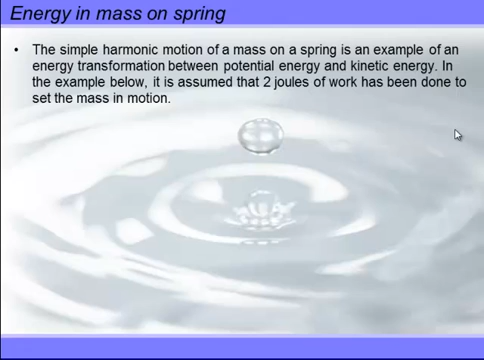 Energy in mass on spring
• The simple harmonic motion of a mass on a spring is an example of an
energy transformation between potential energy and kinetic energy. In
the example below, it is assumed that 2 joules of work has been done to
set the mass in motion.